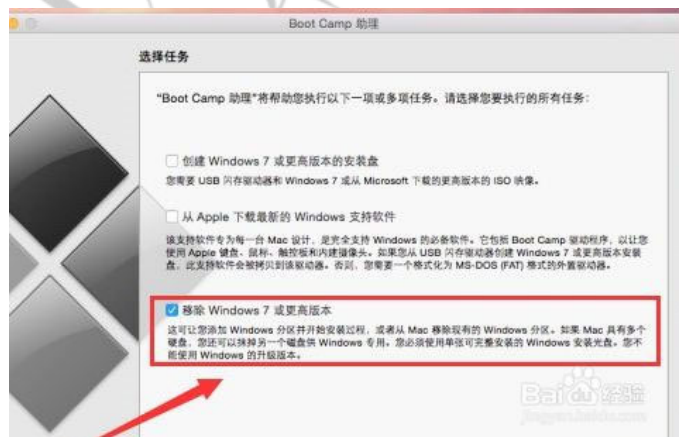 Boot Camp 助理
选择任务
“Boot Camp 助理”将帮助您执行以下一项或多项任务。请选择您要执行的所有任务：
创建 Windows 7 或更高版本的安装盘
您需要 USB 闪存驱动器和 Windows 7 或从 Microsoft 下载的更高版本的 ISO 映像。
从 Apple 下载最新的 Windows 支持软件
该支持软件专为每一台 Mac 设计，是完全支持 Windows 的必备软件。它包括 Boot Camp 驱动程序，以让您
使用 Apple 键盘、鼠标、触控板和内建摄像头。如果您从 USB 闪存驱动器创建 Windows 7 或更高版本安装
盘，此支持软件会被拷贝到该驱动器。否则，您需要一个格式化为 MS-DOS (FAT) 格式的外置驱动器。
移除 Windows 7 或更高版本
这可让您添加 Windows 分区并开始安装过程，或者从 Mac 移除现有的 Windows 分区。如果 Mac 具有多个
硬盘，您还可以抹掉另一个磁盘供 Windows 专用。您必须使用单张可完整安装的 Windows 安装光盘。您不
能使用 Windows 的升级版本。
Baidu 经验
jingyan.baidu.com